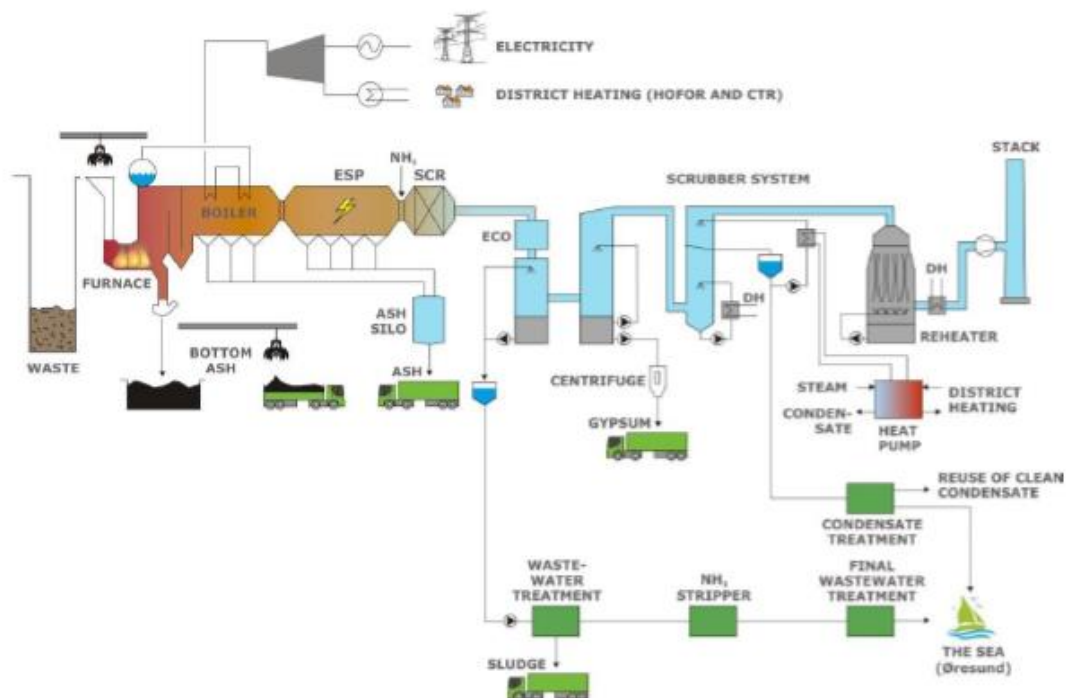 ELECTRICITY
DISTRICT HEATING (HOFOR AND CTR)
STACK
NH₃
ESP
SCR
SCRUBBER SYSTEM
BOILER
ECO
FURNACE
DH
DH
ASH
SILO
REHEATER
WASTE
BOTTOM
ASH
ASH
CENTRIFUGE
STEAM
DISTRICT
HEATING
CONDEN-
SATE
HEAT
PUMP
GYPSUM
REUSE OF CLEAN
CONDENSATE
CONDENSATE
TREATMENT
WASTE-
WATER
TREATMENT
NH₃
STRIPPER
FINAL
WASTEWATER
TREATMENT
THE SEA
(Øresund)
SLUDGE